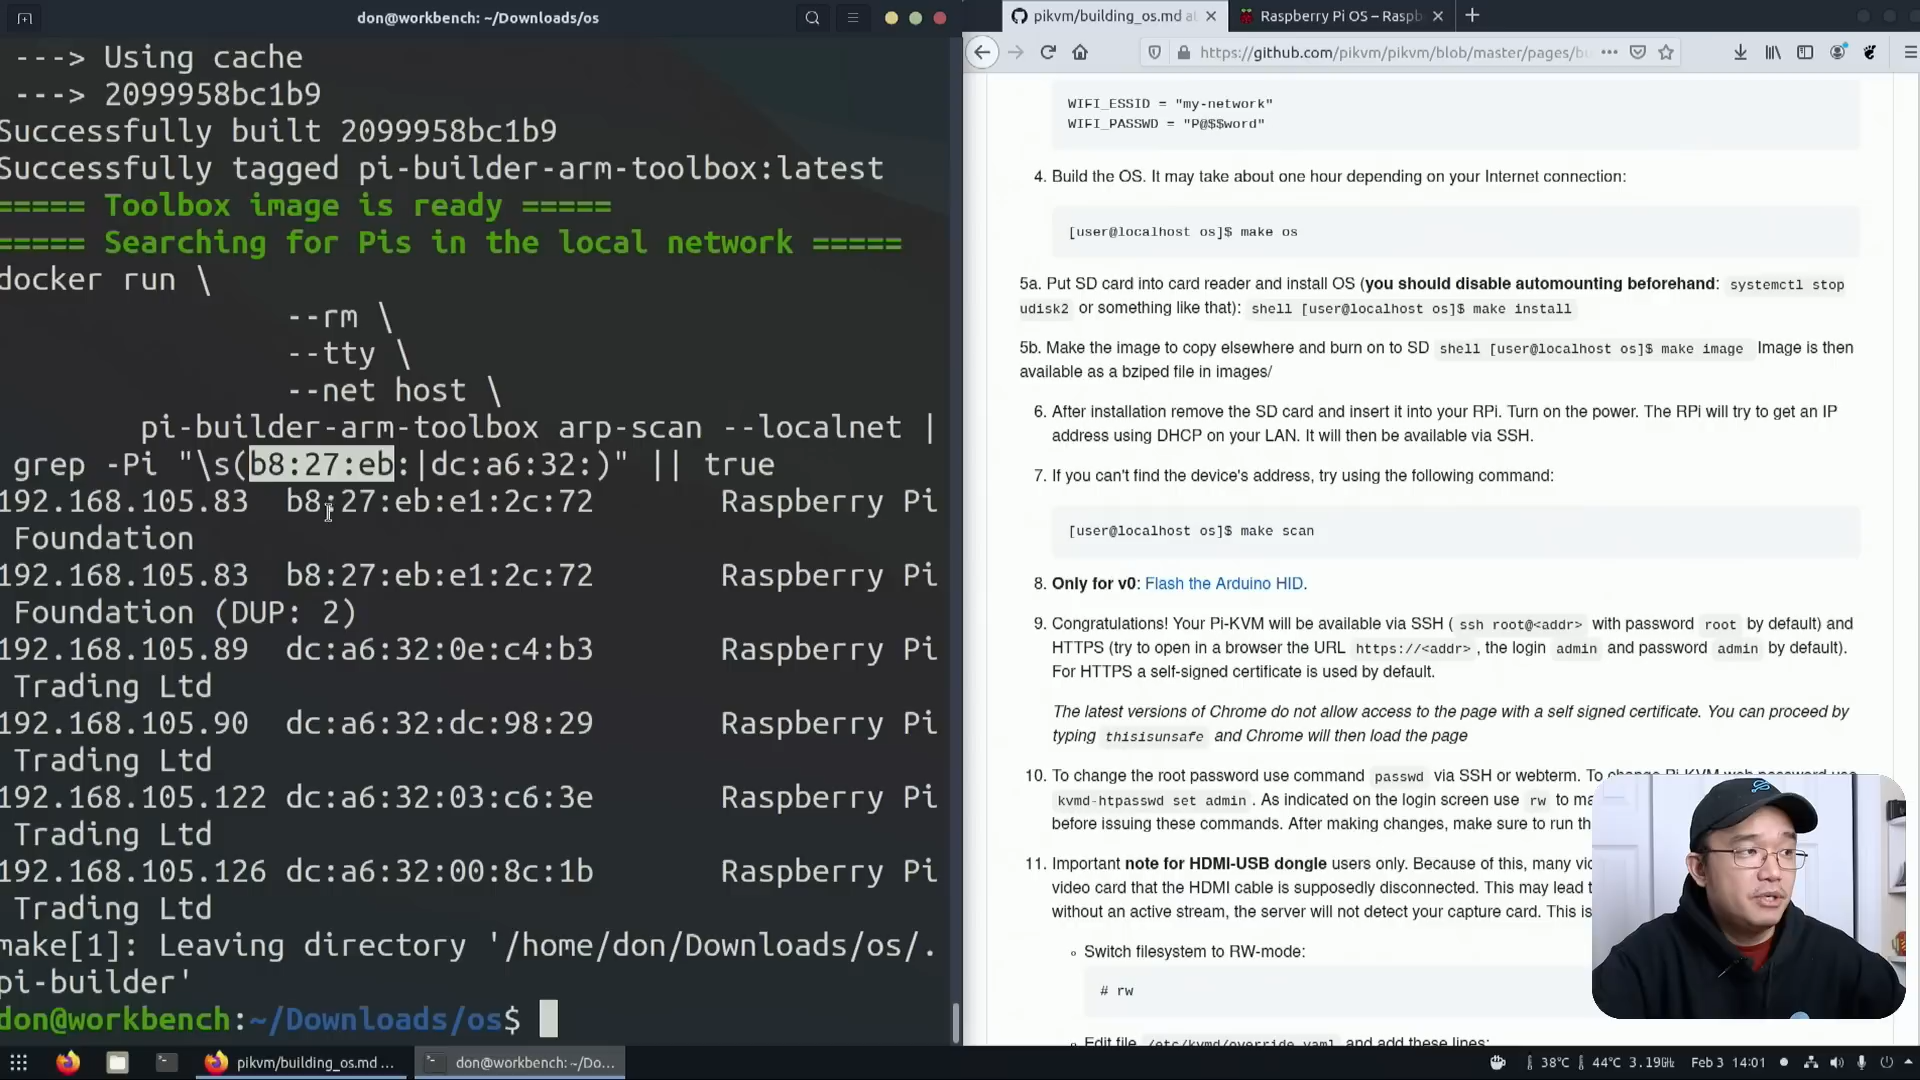 don@workbench: ~/Downloads/os
---> Using cache
---> 2099958bc1b9
Successfully built 2099958bc1b9
Successfully tagged pi-builder-arm-toolbox:latest
===== Toolbox image is ready =====
===== Searching for Pis in the local network =====
docker run \
--rm \
--tty \
--net host \
pi-builder-arm-toolbox arp-scan --localnet |
grep -Pi "\s(b8:27:eb:|dc:a6:32:)" || true
192.168.105.83 b8:27:eb:e1:2c:72 Raspberry Pi
Foundation
192.168.105.83 b8:27:eb:e1:2c:72 Raspberry Pi
Foundation (DUP: 2)
192.168.105.89 dc:a6:32:0e:c4:b3 Raspberry Pi
Trading Ltd
192.168.105.90 dc:a6:32:dc:98:29 Raspberry Pi
Trading Ltd
192.168.105.122 dc:a6:32:03:c6:3e Raspberry Pi
Trading Ltd
192.168.105.126 dc:a6:32:00:8c:1b Raspberry Pi
Trading Ltd
make[1]: Leaving directory '/home/don/Downloads/os/.
pi-builder'
don@workbench:~/Downloads/os$
pikvm/building_os.md a
Raspberry Pi OS – Raspb
https://github.com/pikvm/pikvm/blob/master/pages/bu
WIFI_ESSID = "my-network"
WIFI_PASSWD = "P@$$word"
4. Build the OS. It may take about one hour depending on your Internet connection:
[user@localhost os]$ make os
5a. Put SD card into card reader and install OS (you should disable automounting beforehand: systemctl stop
udisk2 or something like that): shell [user@localhost os]$ make install
5b. Make the image to copy elsewhere and burn on to SD shell [user@localhost os]$ make image Image is then
available as a bziped file in images/
6. After installation remove the SD card and insert it into your RPi. Turn on the power. The RPi will try to get an IP
address using DHCP on your LAN. It will then be available via SSH.
7. If you can't find the device's address, try using the following command:
[user@localhost os]$ make scan
8. Only for v0: Flash the Arduino HID.
9. Congratulations! Your Pi-KVM will be available via SSH ( ssh root@<addr> with password root by default) and
HTTPS (try to open in a browser the URL https://<addr> , the login admin and password admin by default).
For HTTPS a self-signed certificate is used by default.
The latest versions of Chrome do not allow access to the page with a self signed certificate. You can proceed by
typing thisisunsafe and Chrome will then load the page
10. To change the root password use command passwd via SSH or webterm. To change Pi-KVM web password use
kvmd-htpasswd set admin . As indicated on the login screen use rw to ma
before issuing these commands. After making changes, make sure to run th
11. Important note for HDMI-USB dongle users only. Because of this, many vi
video card that the HDMI cable is supposedly disconnected. This may lead t
without an active stream, the server will not detect your capture card. This is
Switch filesystem to RW-mode:
# rw
Edit file /etc/kvmd/override.yaml and add these lines:
pikvm/building_os.md ...
don@workbench: ~/Do...
38°C 44°C 3.19GHz Feb 3 14:01